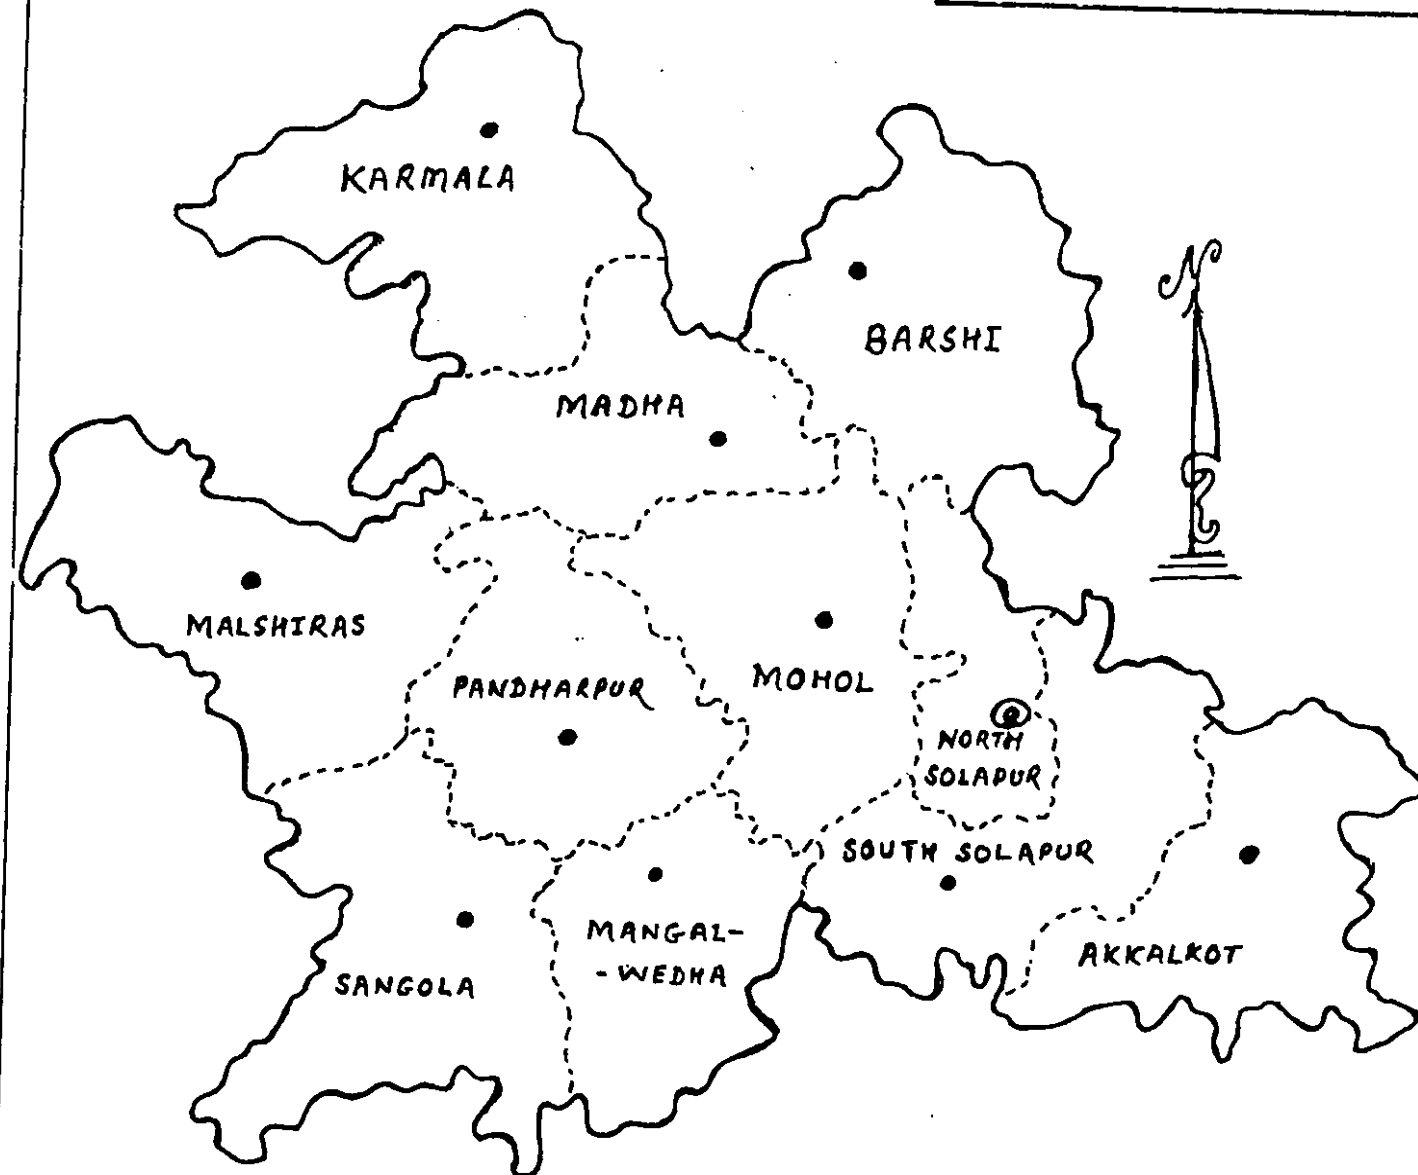 N
KARMALA
BARSHI
MADHA
MALSHIRAS
PANDHARPUR
MOHOL
NORTH
SOLAPUR
SOUTH SOLAPUR
MANGAL-
-WEDHA
AKKALKOT
SANGOLA